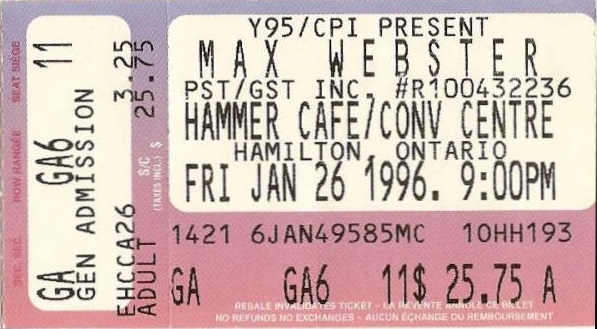 SEAT SIÈGE
ROW RANGÉE
SEC. SEC.
11
GA6
GA
GEN ADMISSION
3.25
EHCCA26
25.75
S/C
(TAXES INCL.)
ADULT
Y95/CPI PRESENT
MAX WEBSTER
PST/GST INC. #R100432236
HAMMER CAFE/CONV CENTRE
HAMILTON, ONTARIO
FRI JAN 26 1996. 9:00PM
1421 6JAN49585MC 10HH193
GA GA6 11$ 25.75 A
RESALE INVALIDATES TICKET – LA REVENTE ANNULE CE BILLET
NO REFUNDS NO EXCHANGES – AUCUN ÉCHANGE OU REMBOURSEMENT